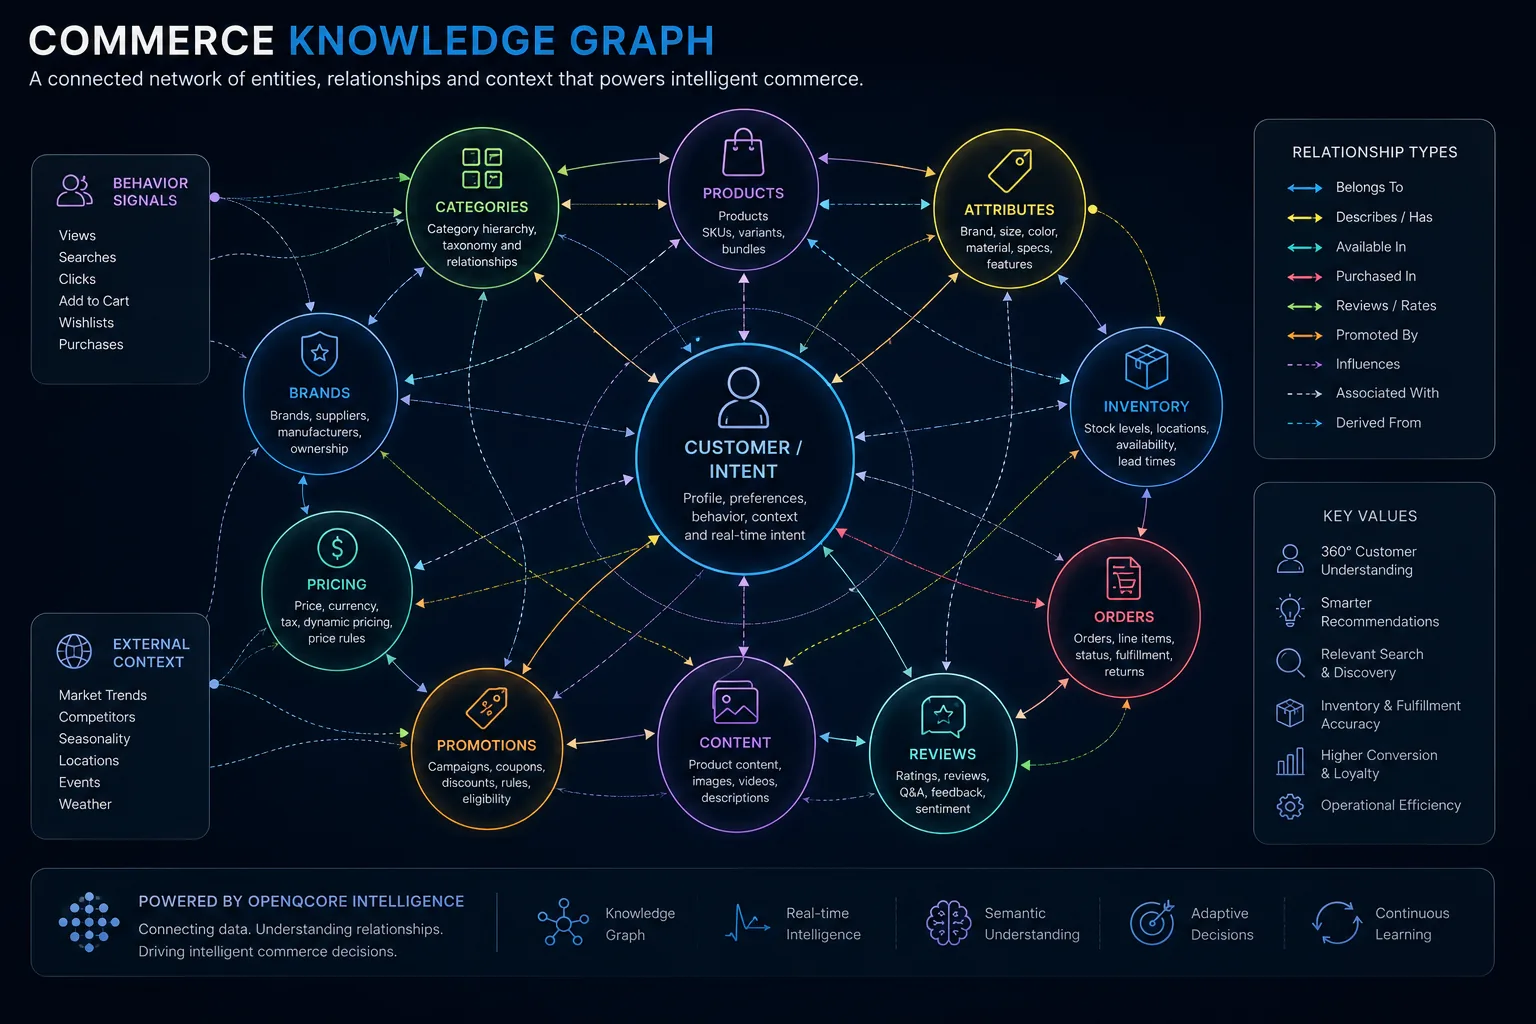 COMMERCE KNOWLEDGE GRAPH
A connected network of entities, relationships and context that powers intelligent commerce.
BEHAVIOR
SIGNALS
Views
Searches
Clicks
Add to Cart
Wishlists
Purchases
CATEGORIES
Category hierarchy,
taxonomy and
relationships
PRODUCTS
Products
SKUs, variants,
bundles
ATTRIBUTES
Brand, size, color,
material, specs,
features
BRANDS
Brands, suppliers,
manufacturers,
ownership
CUSTOMER /
INTENT
Profile, preferences,
behavior, context
and real-time intent
INVENTORY
Stock levels, locations,
availability,
lead times
PRICING
Price, currency,
tax, dynamic pricing,
price rules
ORDERS
Orders, line items,
status, fulfillment,
returns
EXTERNAL
CONTEXT
Market Trends
Competitors
Seasonality
Locations
Events
Weather
PROMOTIONS
Campaigns, coupons,
discounts, rules,
eligibility
CONTENT
Product content,
images, videos,
descriptions
REVIEWS
Ratings, reviews,
Q&A, feedback,
sentiment
RELATIONSHIP TYPES
Belongs To
Describes / Has
Available In
Purchased In
Reviews / Rates
Promoted By
Influences
Associated With
Derived From
KEY VALUES
360° Customer
Understanding
Smarter
Recommendations
Relevant Search
& Discovery
Inventory & Fulfillment
Accuracy
Higher Conversion
& Loyalty
Operational Efficiency
POWERED BY OPENQCORE INTELLIGENCE
Connecting data. Understanding relationships.
Driving intelligent commerce decisions.
Knowledge
Graph
Real-time
Intelligence
Semantic
Understanding
Adaptive
Decisions
Continuous
Learning